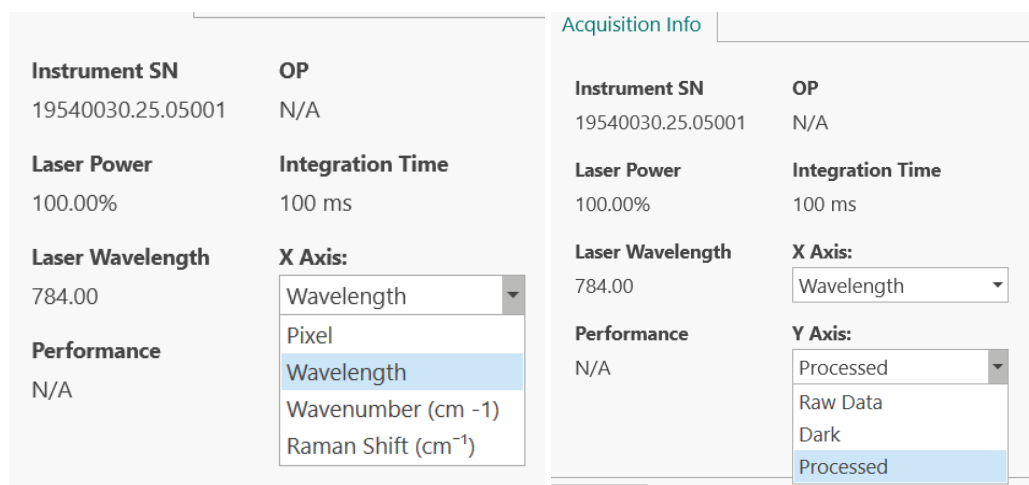 Instrument SN OP
19540030.25.05001 N/A
Laser Power Integration Time
100.00% 100 ms
Laser Wavelength X Axis:
784.00 Wavelength
Pixel
Performance
Wavelength
N/A
Wavenumber (cm -1)
Raman Shift (cm⁻¹)
Acquisition Info
Instrument SN OP
19540030.25.05001 N/A
Laser Power Integration Time
100.00% 100 ms
Laser Wavelength X Axis:
784.00 Wavelength
Performance Y Axis:
N/A Processed
Raw Data
Dark
Processed